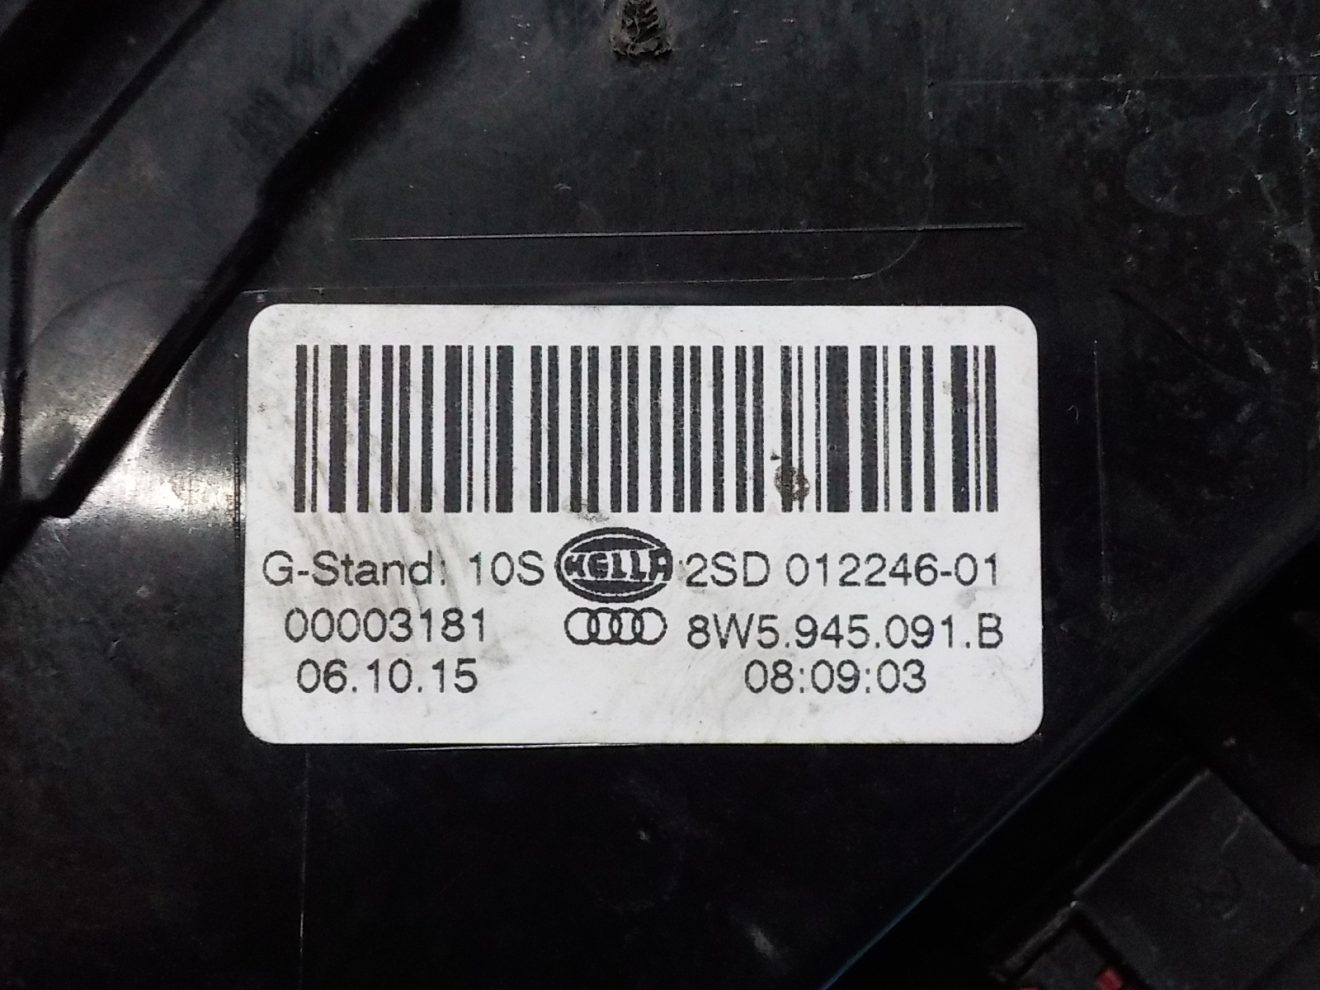 G-Stand: 10S HELLA 2SD 012246-01
00003181 8W5.945.091.B
06.10.15 08:09:03